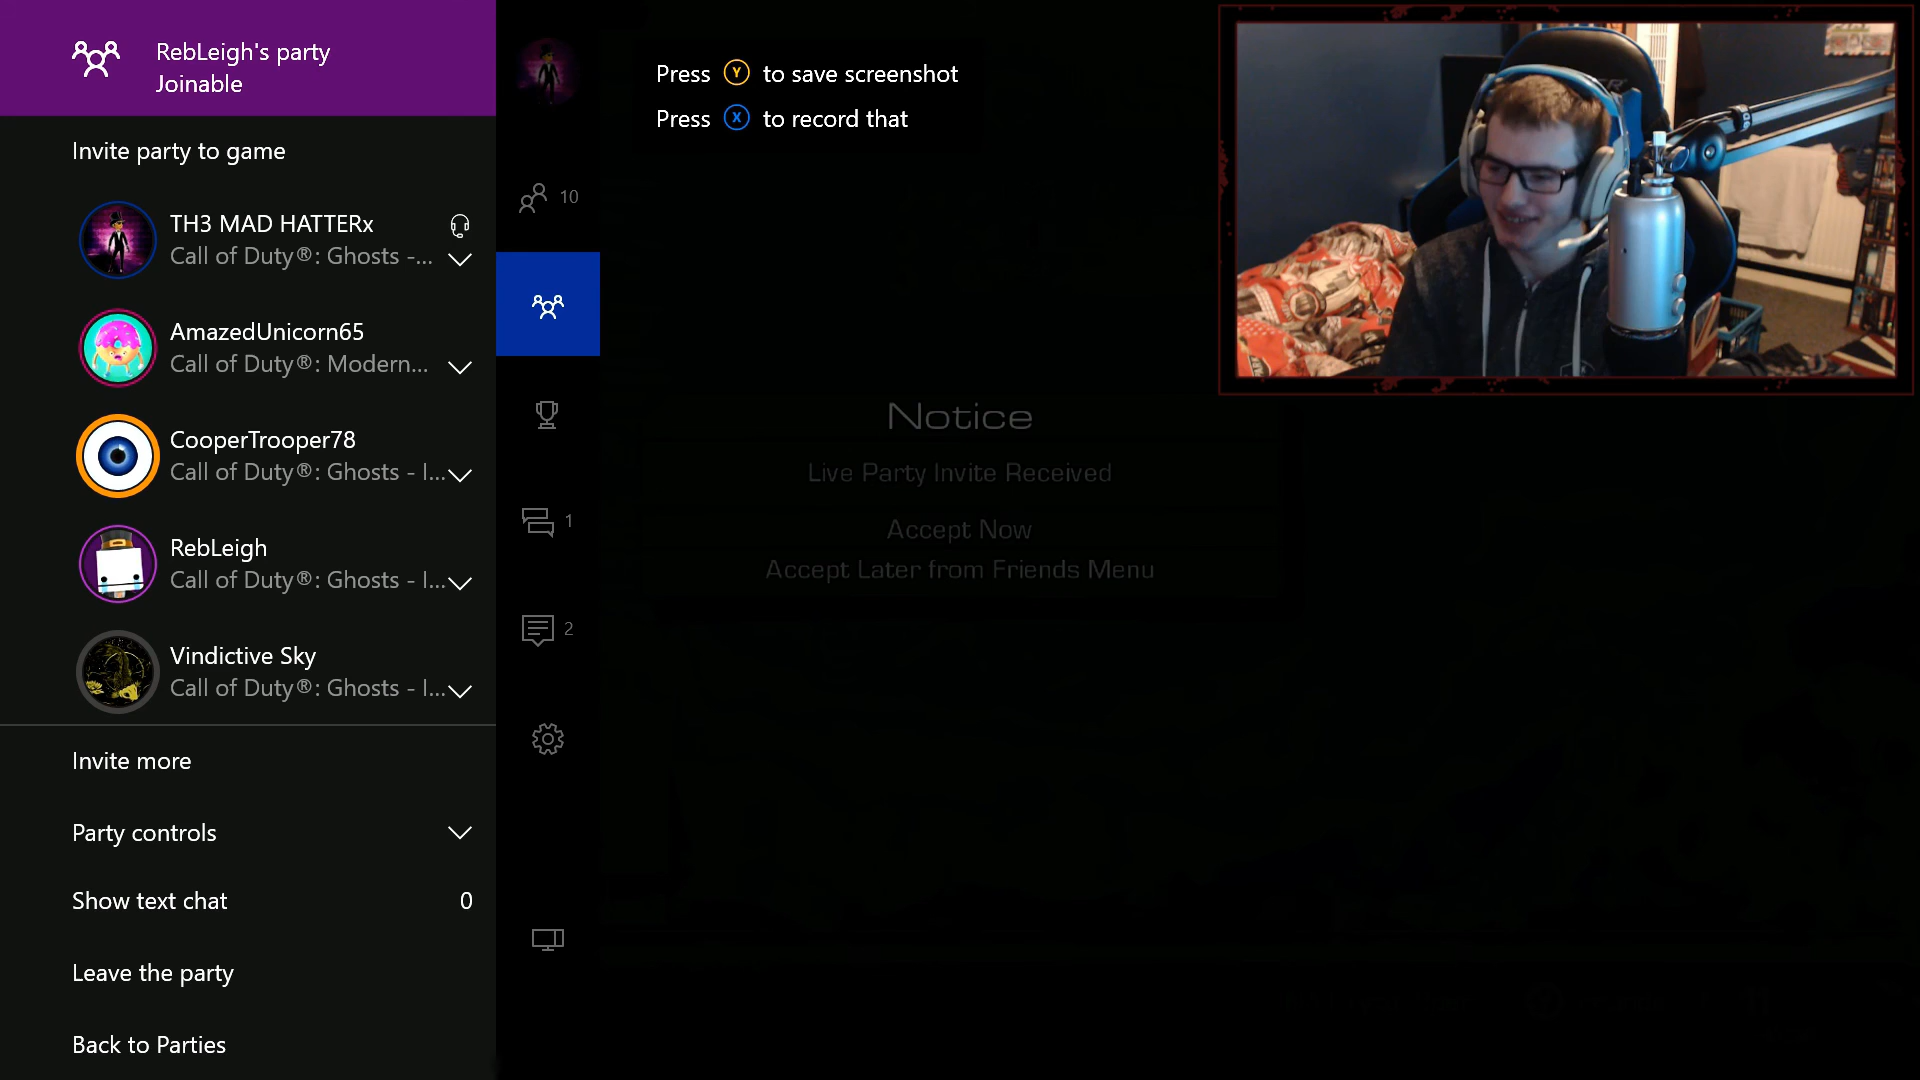 RebLeigh's party
Joinable
Invite party to game
TH3 MAD HATTERx
Call of Duty®: Ghosts -...
AmazedUnicorn65
Call of Duty®: Modern...
CooperTrooper78
Call of Duty®: Ghosts - I...
RebLeigh
Call of Duty®: Ghosts - I...
Vindictive Sky
Call of Duty®: Ghosts - I...
Invite more
Party controls
Show text chat 0
Leave the party
Back to Parties
10
1
2
Press Y to save screenshot
Press X to record that
Notice
Live Party Invite Received
Accept Now
Accept Later from Friends Menu